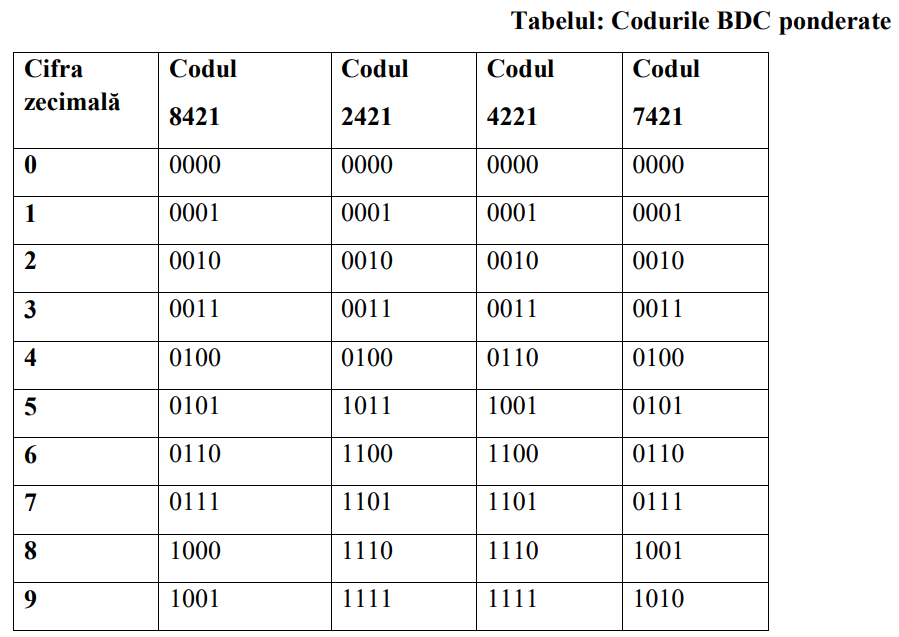 Tabelul: Codurile BDC ponderate
Cifra zecimală Codul 8421 Codul 2421 Codul 4221 Codul 7421
0 0000 0000 0000 0000
1 0001 0001 0001 0001
2 0010 0010 0010 0010
3 0011 0011 0011 0011
4 0100 0100 0110 0100
5 0101 1011 1001 0101
6 0110 1100 1100 0110
7 0111 1101 1101 0111
8 1000 1110 1110 1001
9 1001 1111 1111 1010